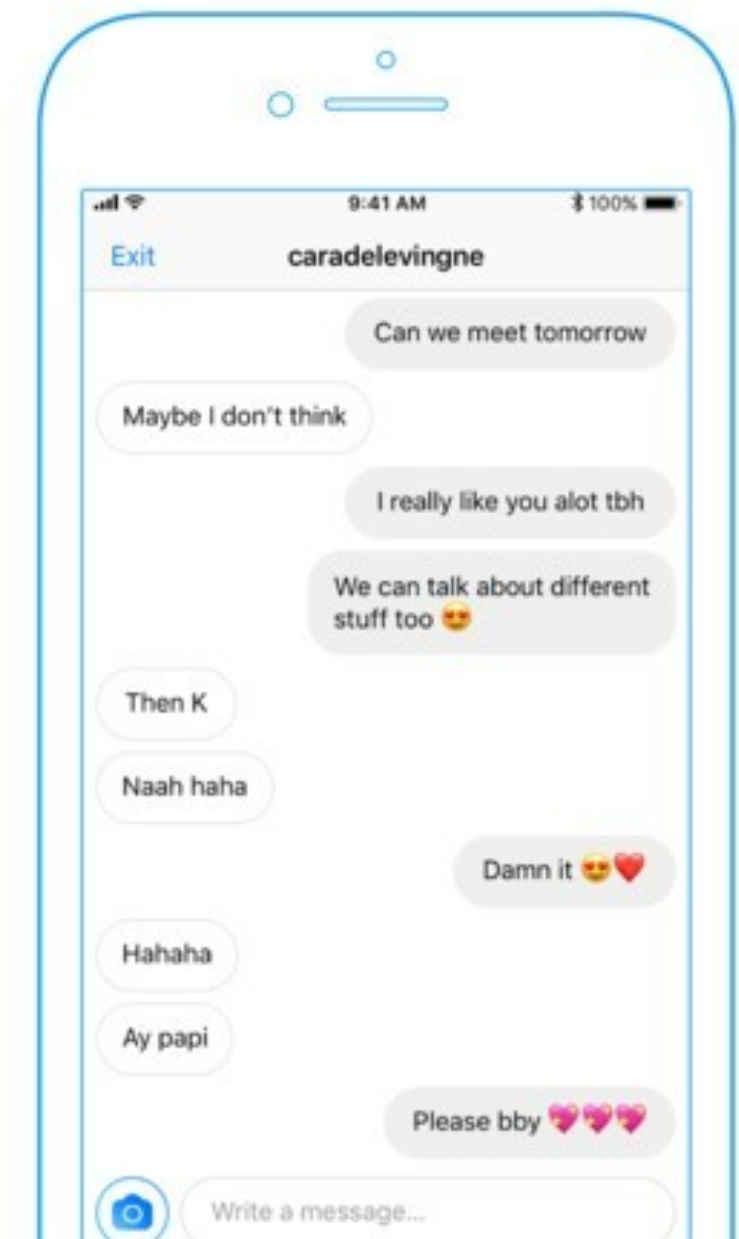 9:41 AM
100%
Exit
caradelevingne
Can we meet tomorrow
Maybe I don't think
I really like you alot tbh
We can talk about different
stuff too 😍
Then K
Naah haha
Damn it 😍❤️
Hahaha
Ay papi
Please bby 💖💖💖
Write a message...